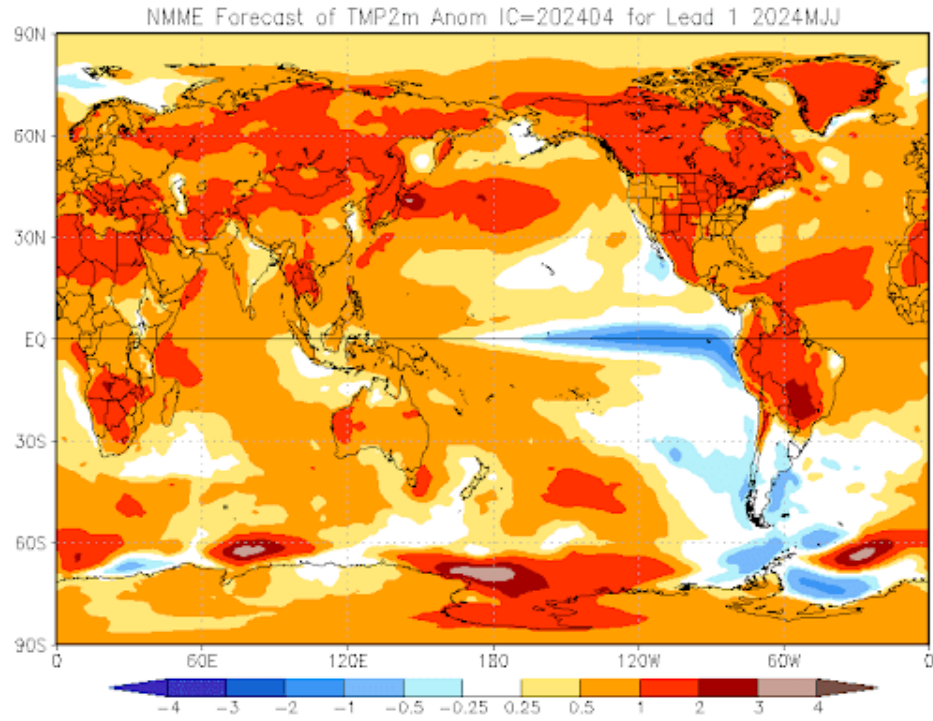 NMME Forecast of TMP2m Anom IC=202404 for Lead 1 2024MJJ
90N
60N
30N
EQ
30S
60S
90S
0 60E 120E 180 120W 60W 0
-4 -3 -2 -1 -0.5 -0.25 0.25 0.5 1 2 3 4